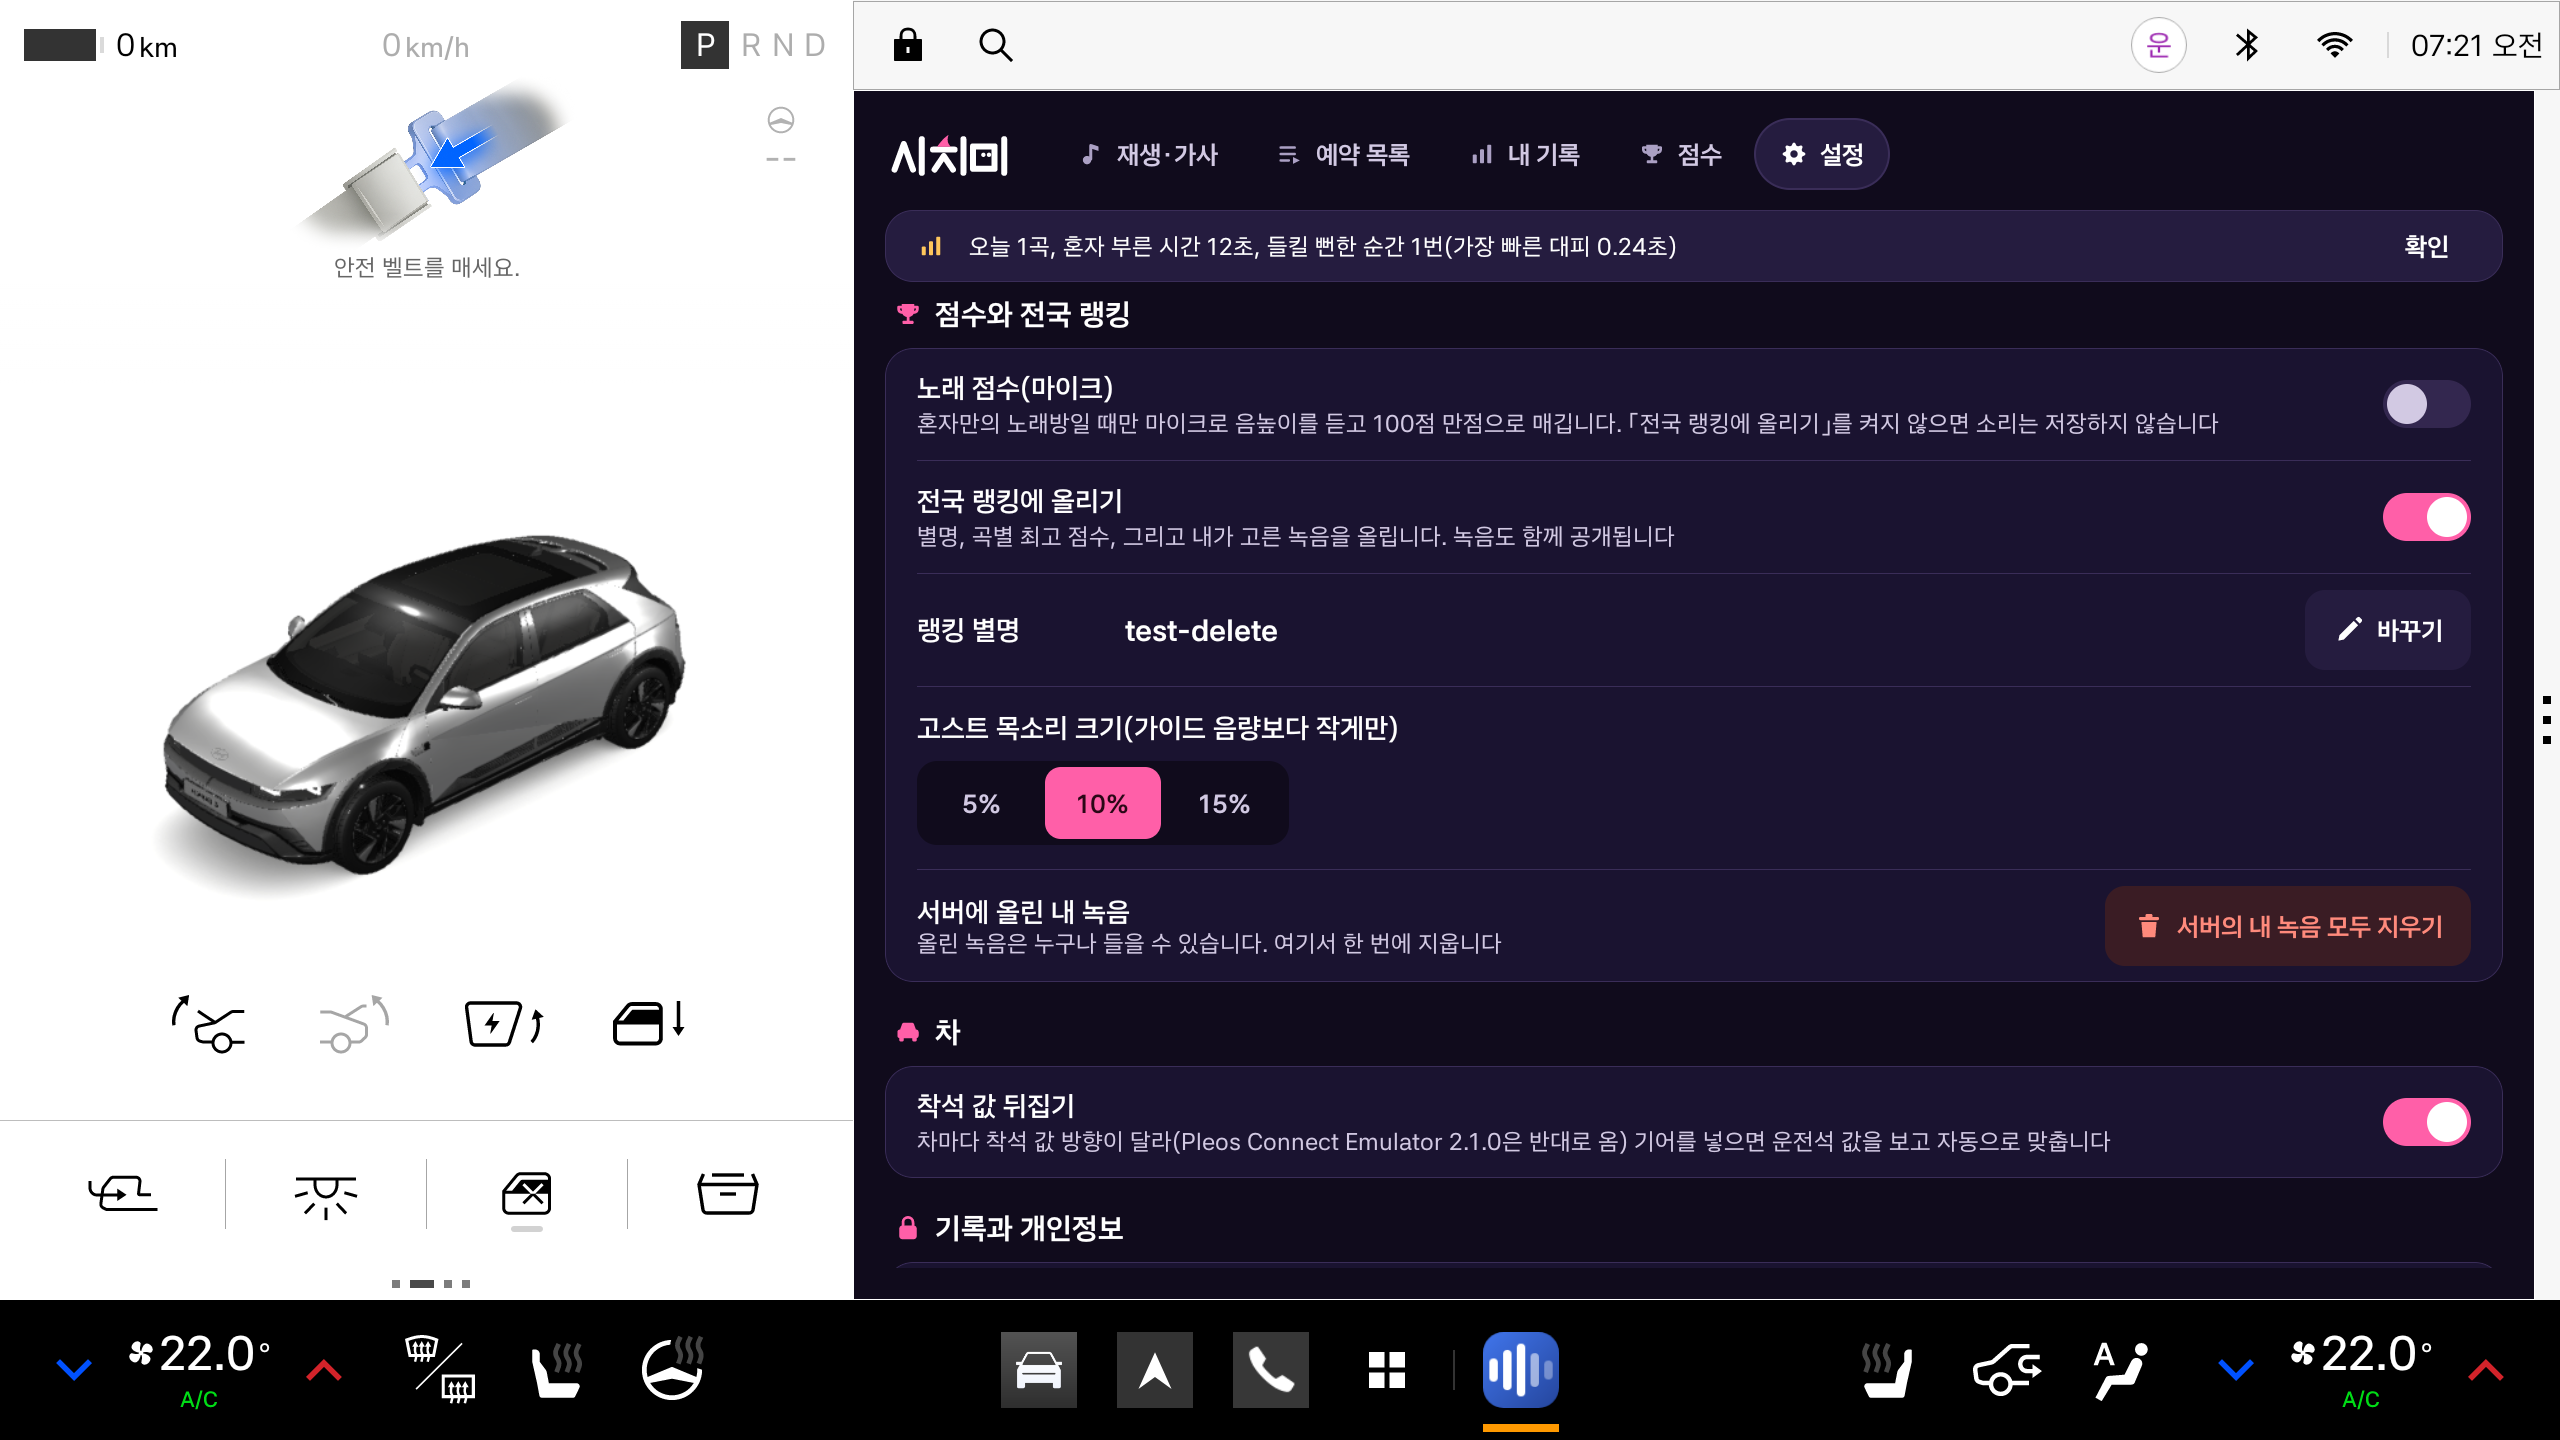 0 km
0 km/h
P R N D
운
07:21 오전
안전 벨트를 매세요.
시치미
재생·가사
예약 목록
내 기록
점수
설정
오늘 1곡, 혼자 부른 시간 12초, 들킬 뻔한 순간 1번(가장 빠른 대피 0.24초)
확인
점수와 전국 랭킹
노래 점수(마이크)
혼자만의 노래방일 때만 마이크로 음높이를 듣고 100점 만점으로 매깁니다. 「전국 랭킹에 올리기」를 켜지 않으면 소리는 저장하지 않습니다
전국 랭킹에 올리기
별명, 곡별 최고 점수, 그리고 내가 고른 녹음을 올립니다. 녹음도 함께 공개됩니다
랭킹 별명
test-delete
바꾸기
고스트 목소리 크기(가이드 음량보다 작게만)
5%
10%
15%
서버에 올린 내 녹음
올린 녹음은 누구나 들을 수 있습니다. 여기서 한 번에 지웁니다
서버의 내 녹음 모두 지우기
차
착석 값 뒤집기
차마다 착석 값 방향이 달라(Pleos Connect Emulator 2.1.0은 반대로 옴) 기어를 넣으면 운전석 값을 보고 자동으로 맞춥니다
기록과 개인정보
22.0°
A/C
A
22.0°
A/C